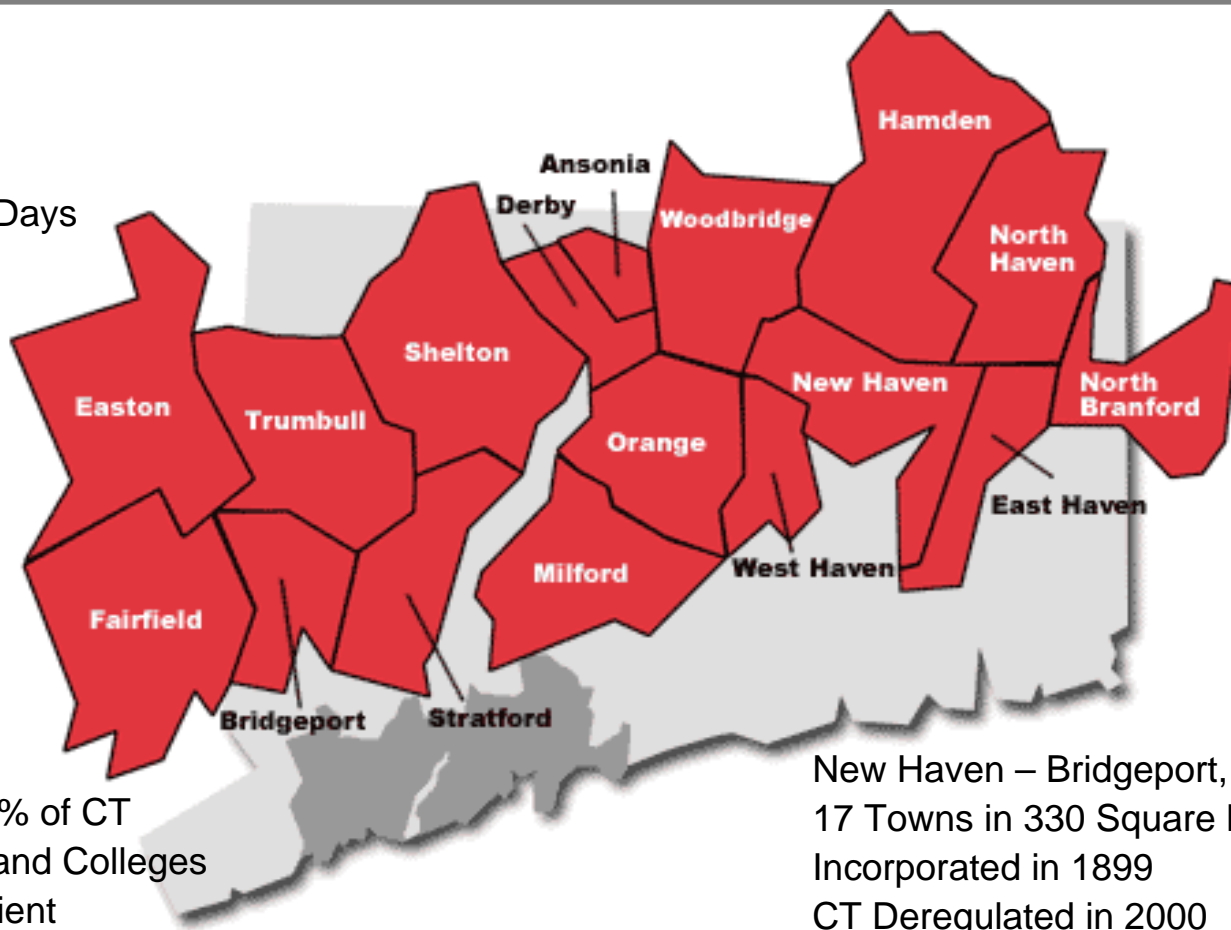 Hamden
Ansonia
Derby
Days
Woodbridge
North
Haven
Shelton
New Haven
North
Branford
Easton
Trumbull
Orange
East Haven
West Haven
Milford
Fairfield
Bridgeport
Stratford
New Haven – Bridgeport,
% of CT
17 Towns in 330 Square
and Colleges
Incorporated in 1899
CT Deregulated in 2000